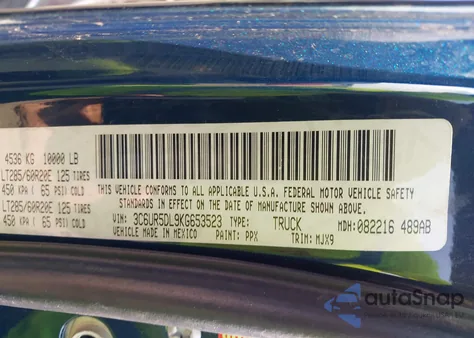 4536 KG 10000 LB
LT285/60R20E 125 TIRES
450 KPA ( 65 PSI) COLD
LT285/60R20E 125 TIRES
450 KPA ( 65 PSI) COLD
THIS VEHICLE CONFORMS TO ALL APPLICABLE U.S.A. FEDERAL MOTOR VEHICLE SAFETY
STANDARDS IN EFFECT ON THE DATE OF MANUFACTURE SHOWN ABOVE
VIN: 3C6UR5DL9KG653523 TYPE: TRUCK MDH: 082216 489AB
VEHICLE MADE IN MEXICO PAINT: PPX TRIM: MJX9
autoSnap